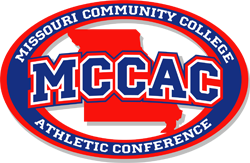 MISSOURI COMMUNITY COLLEGE
MCCAC
ATHLETIC CONFERENCE